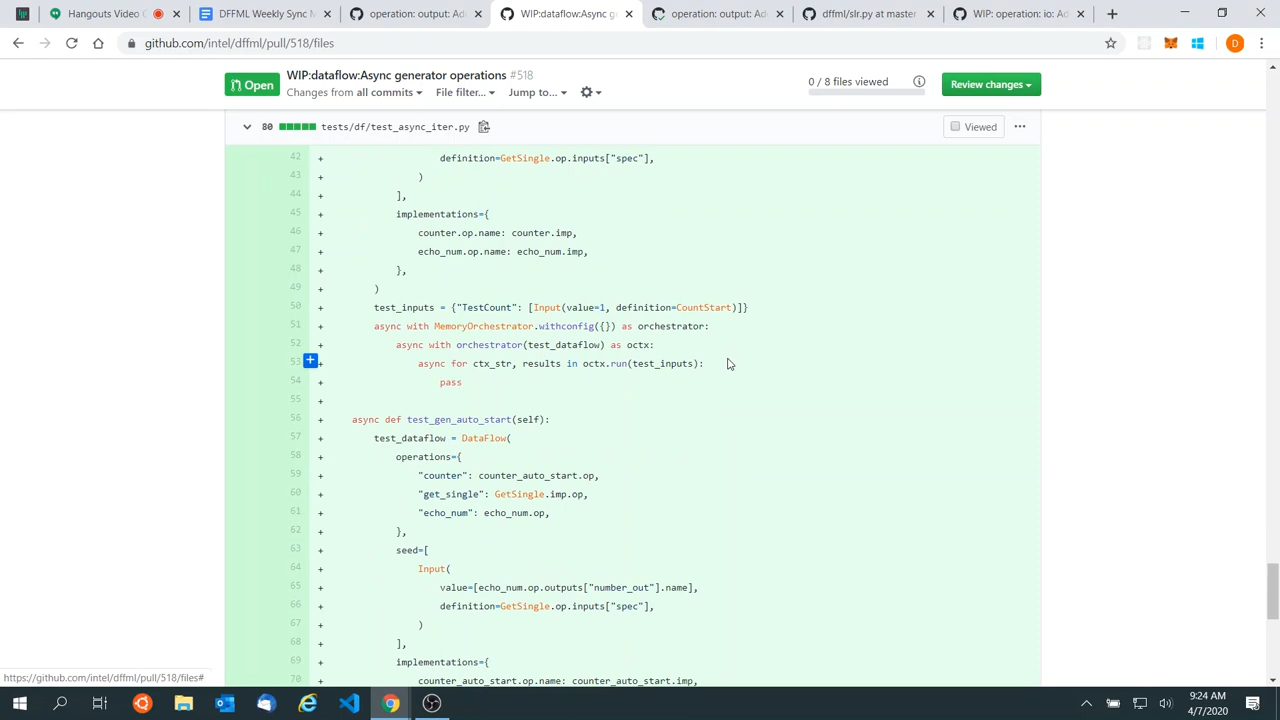 Hangouts Video C
DFFML Weekly Sync M
operation: output: Ad
WIP:dataflow:Async g
operation: output: Ad
dffml/slr.py at master
WIP: operation: io: Ad
github.com/intel/dffml/pull/518/files
D
Open
WIP:dataflow:Async generator operations #518
Changes from all commits
File filter...
Jump to...
0 / 8 files viewed
Review changes
80
tests/df/test_async_iter.py
Viewed
42 + definition=GetSingle.op.inputs["spec"],
43 + )
44 + ],
45 + implementations={
46 + counter.op.name: counter.imp,
47 + echo_num.op.name: echo_num.imp,
48 + },
49 + )
50 + test_inputs = {"TestCount": [Input(value=1, definition=CountStart)]}
51 + async with MemoryOrchestrator.withconfig({}) as orchestrator:
52 + async with orchestrator(test_dataflow) as octx:
53 + async for ctx_str, results in octx.run(test_inputs):
54 + pass
55 +
56 + async def test_gen_auto_start(self):
57 + test_dataflow = DataFlow(
58 + operations={
59 + "counter": counter_auto_start.op,
60 + "get_single": GetSingle.imp.op,
61 + "echo_num": echo_num.op,
62 + },
63 + seed=[
64 + Input(
65 + value=[echo_num.op.outputs["number_out"].name],
66 + definition=GetSingle.op.inputs["spec"],
67 + )
68 + ],
69 + implementations={
70 + counter_auto_start.op.name: counter_auto_start.imp,
https://github.com/intel/dffml/pull/518/files#
9:24 AM
4/7/2020